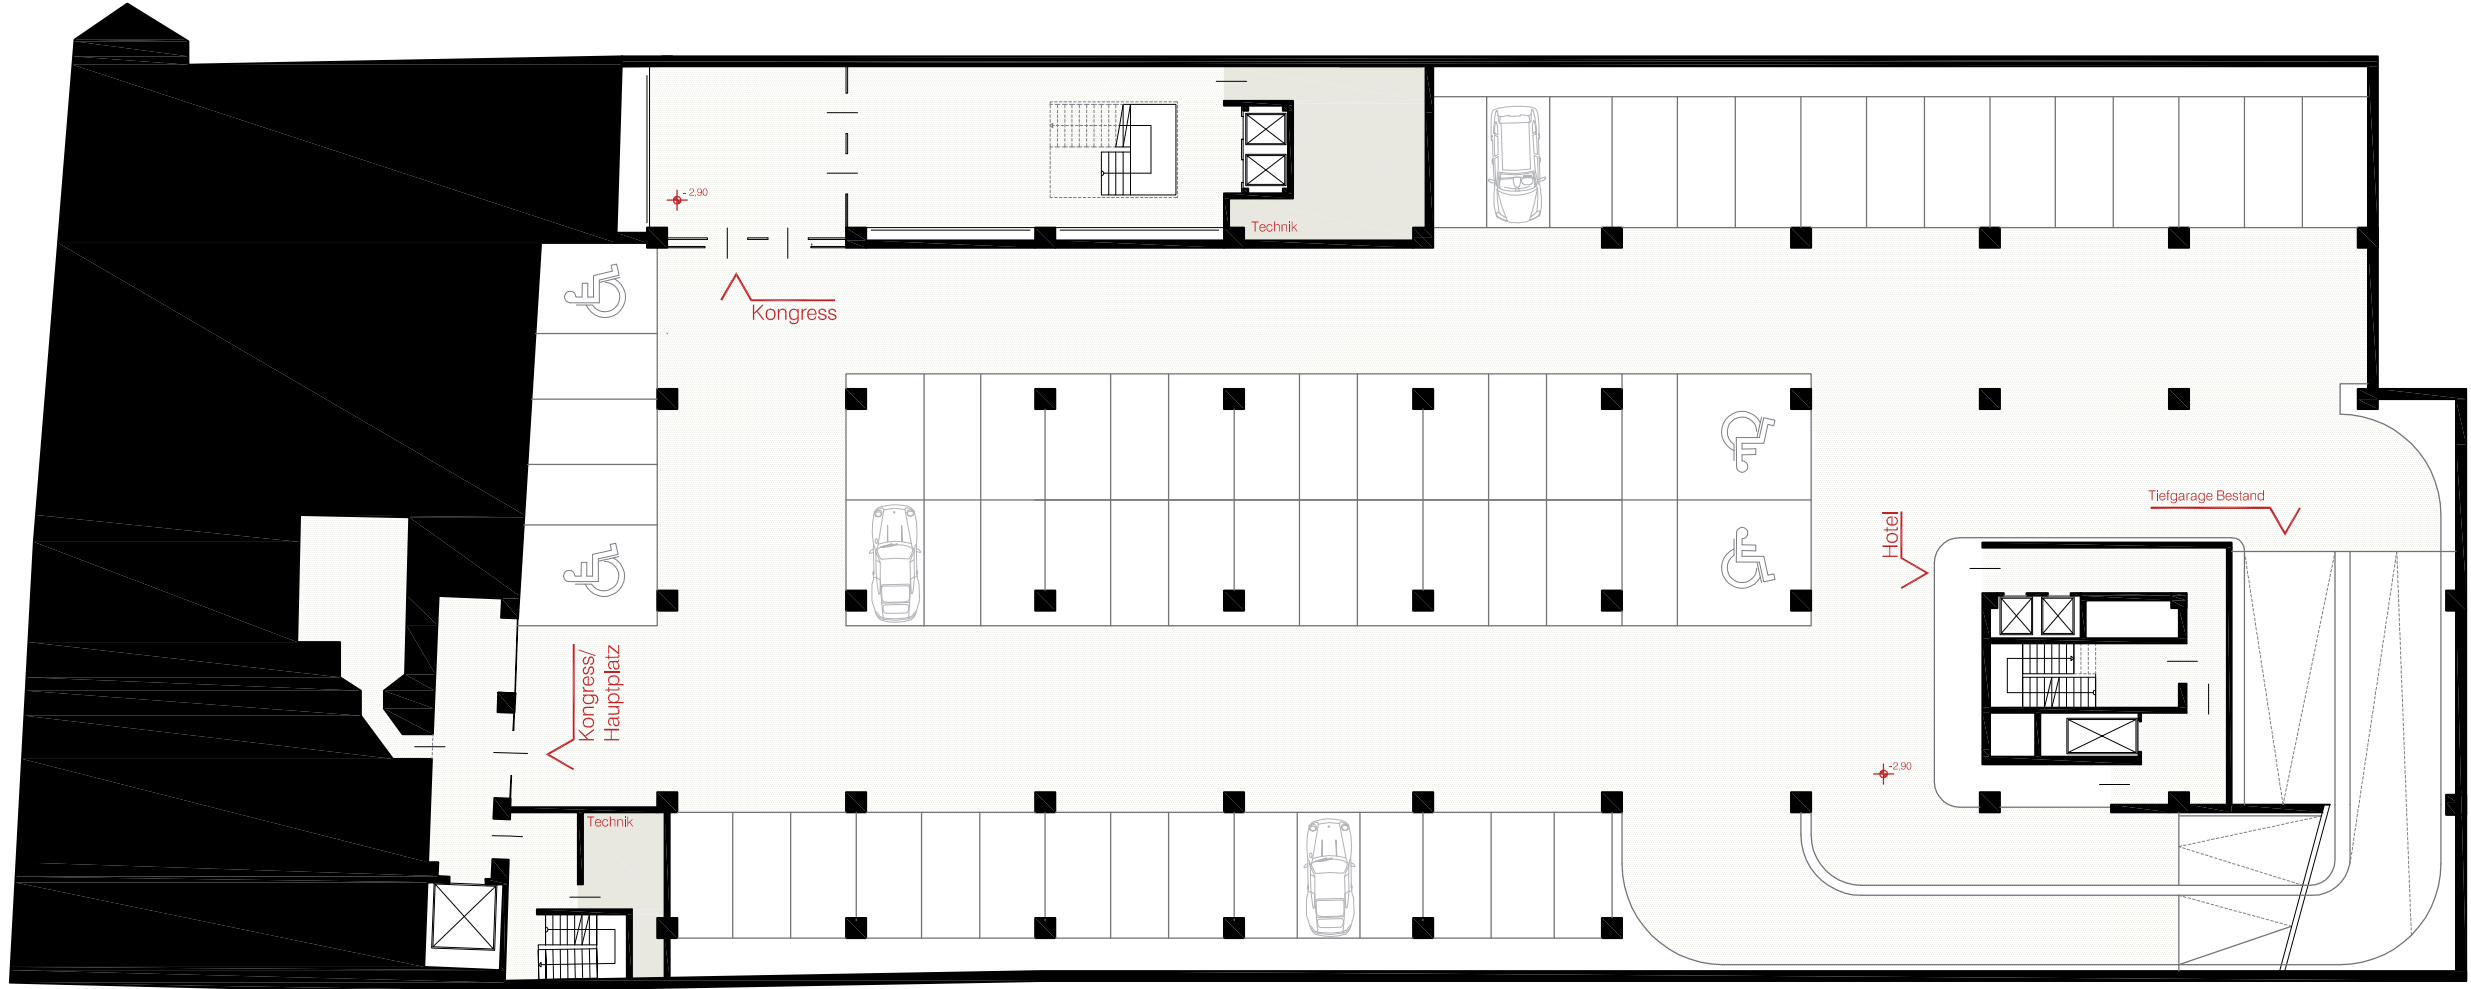 - 2,90
Technik
Kongress
Tiefgarage Bestand
Hotel
Kongress/
Hauptplatz
-2,90
Technik